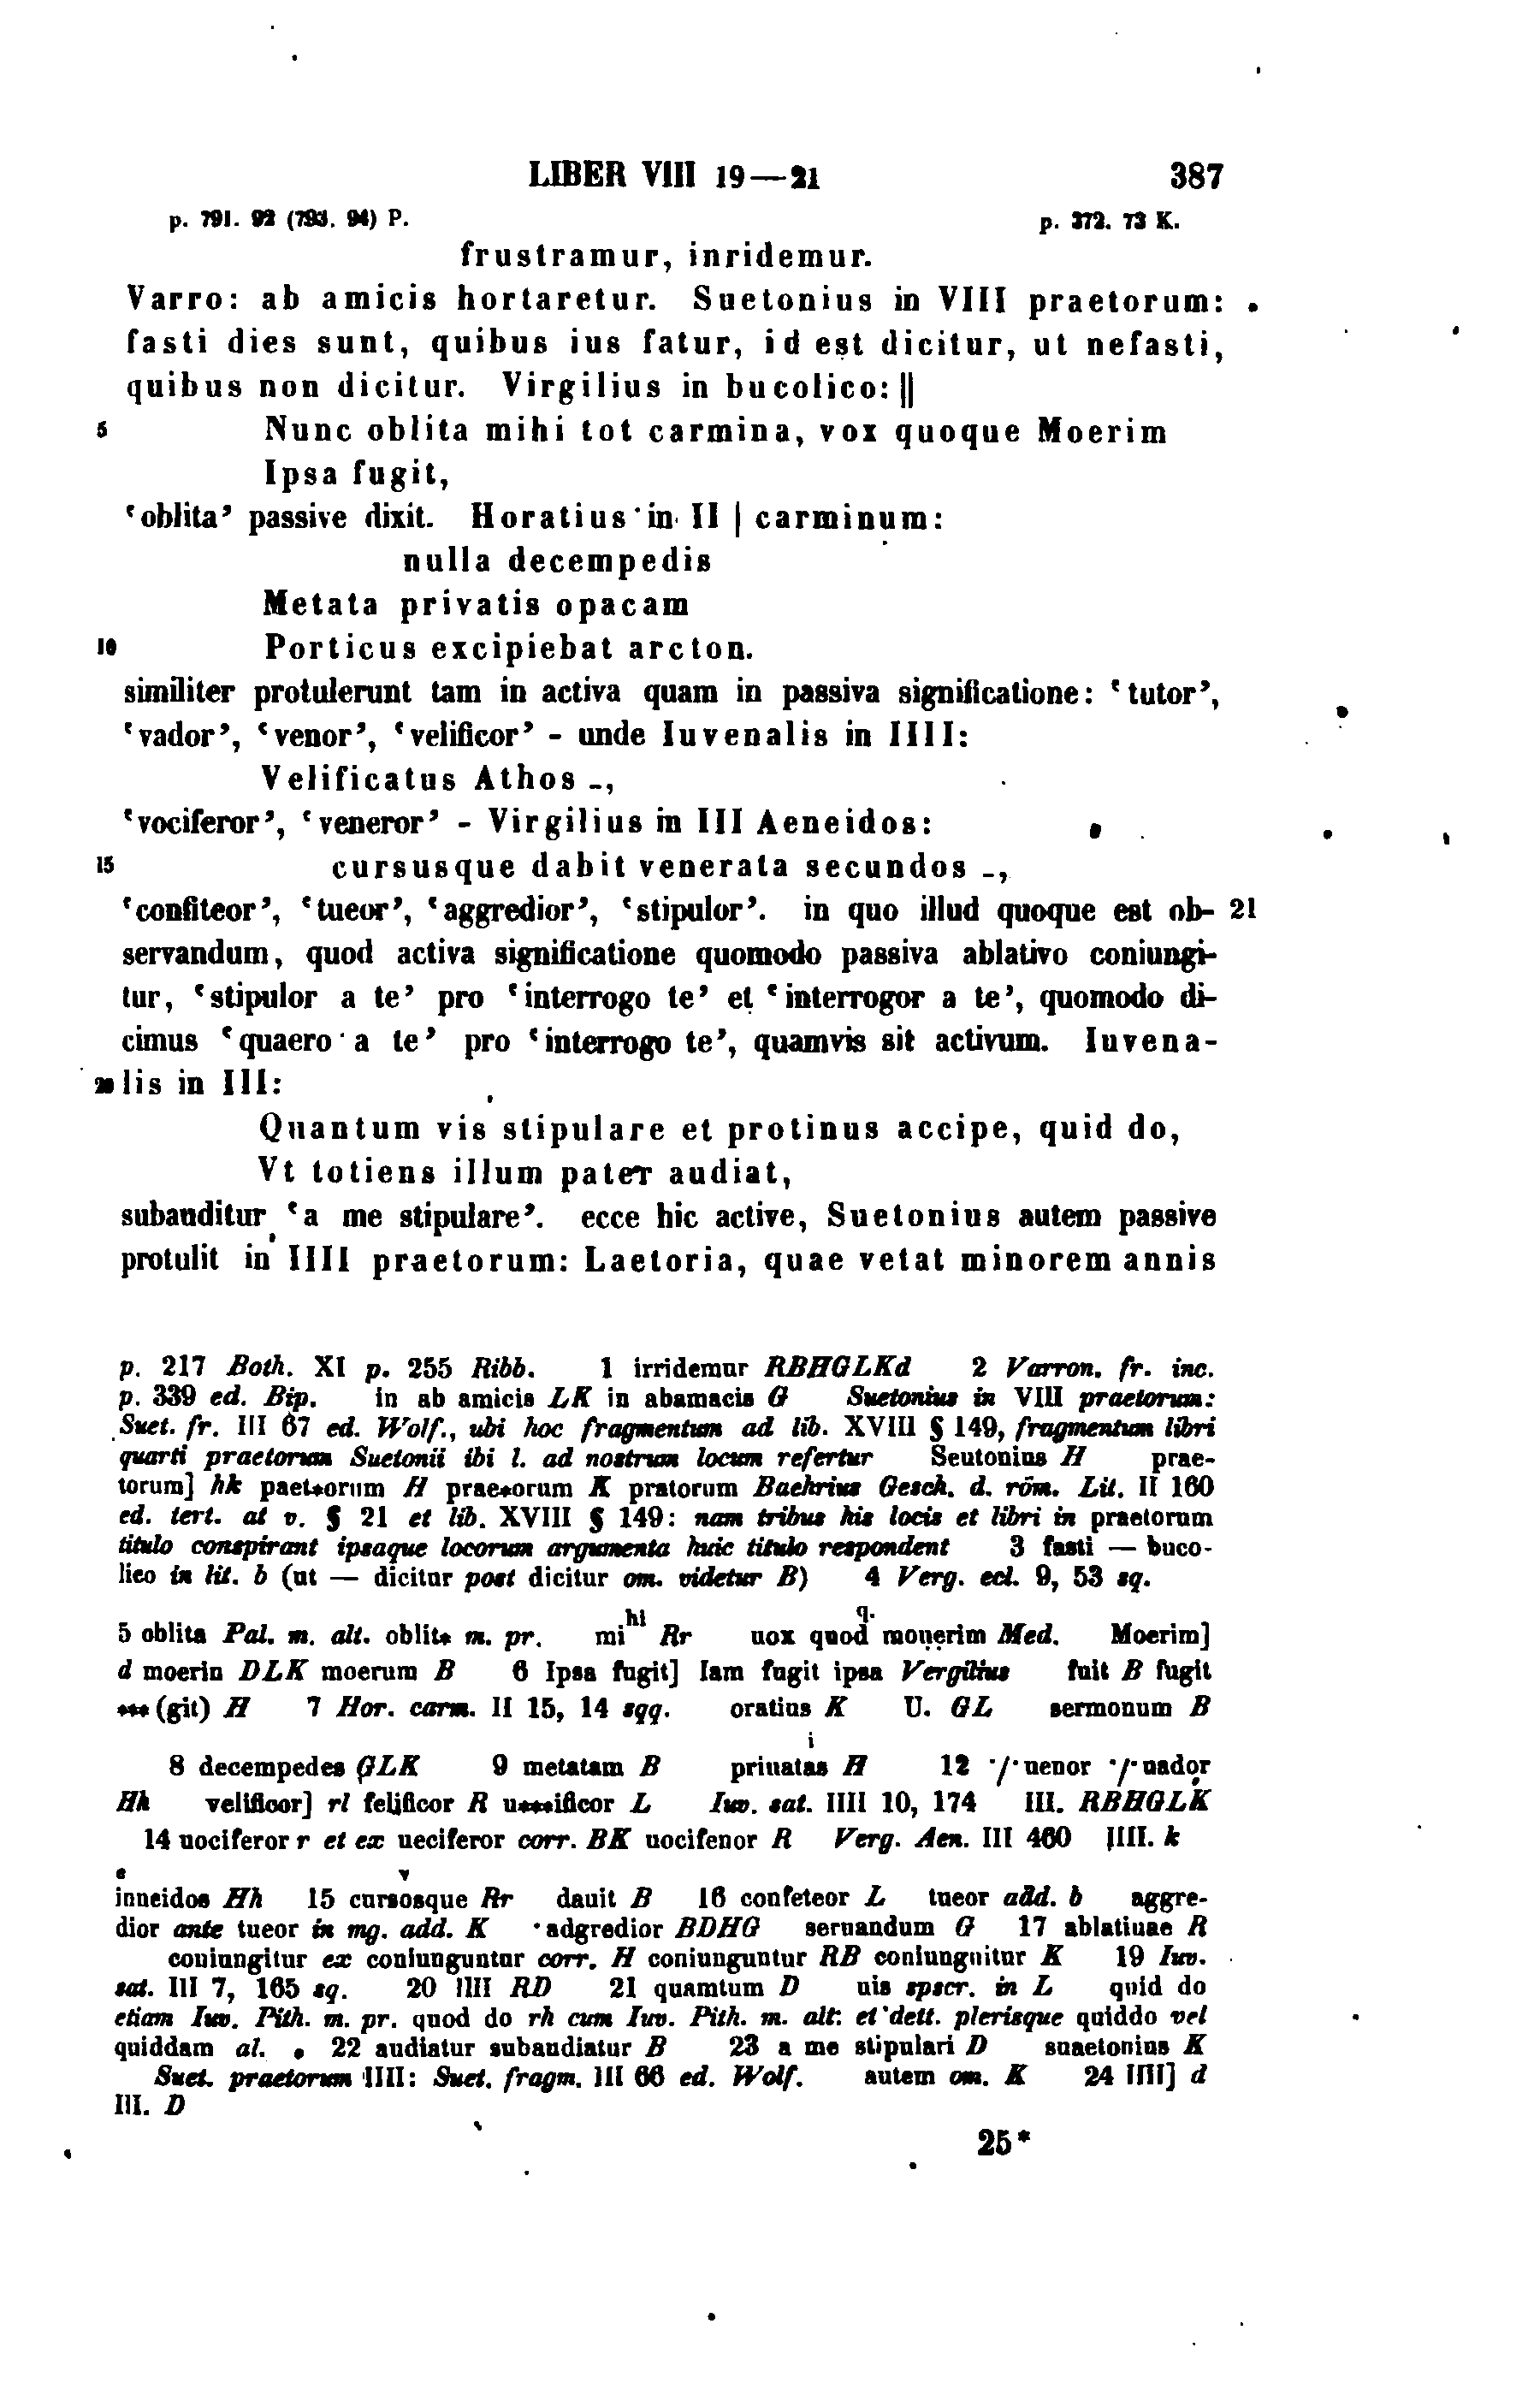 LIBER VIII 19—21 387
p. 791. 92 (793. 94) P. p. 372. 73 K.
frustramur, inridemur.
Varro: ab amicis hortaretur. Suetonius in VIII praetorum:
fasti dies sunt, quibus ius fatur, id est dicitur, ut nefasti,
quibus non dicitur. Virgilius in bucolico: ||
5 Nunc oblita mihi tot carmina, vox quoque Moerim
Ipsa fugit,
‘oblita’ passive dixit. Horatius in II | carminum:
nulla decempedis
Metata privatis opacam
10 Porticus excipiebat arcton.
similiter protulerunt tam in activa quam in passiva significatione: ‘tutor’,
‘vador’, ‘venor’, ‘velificor’ - unde Iuvenalis in IIII:
Velificatus Athos -,
‘vociferor’, ‘veneror’ - Virgilius in III Aeneidos:
15 cursusque dabit venerata secundos -,
‘confiteor’, ‘tueor’, ‘aggredior’, ‘stipulor’. in quo illud quoque est ob- 21
servandum, quod activa significatione quomodo passiva ablativo coniungi-
tur, ‘stipulor a te’ pro ‘interrogo te’ et ‘interrogor a te’, quomodo di-
cimus ‘quaero a te’ pro ‘interrogo te’, quamvis sit activum. Iuvena-
20 lis in III:
Quantum vis stipulare et protinus accipe, quid do,
Vt totiens illum pater audiat,
subauditur ‘a me stipulare’. ecce hic active, Suetonius autem passive
protulit in IIII praetorum: Laetoria, quae vetat minorem annis
p. 217 Both. XI p. 255 Ribb. 1 irridemur RBHGLKd 2 Varron. fr. inc.
p. 339 ed. Bip. in ab amicis LK in abamacis G Suetonius in VIII praetorum:
Suet. fr. III 67 ed. Wolf., ubi hoc fragmentum ad lib. XVIII § 149, fragmentum libri
quarti praetorum Suetonii ibi l. ad nostrum locum refertur Seutonius H prae-
torum] hk paet*orum H prae*orum K pratorum Baehrius Gesch. d. röm. Lit. II 160
ed. tert. at v. § 21 et lib. XVIII § 149: nam tribus his locis et libri in praetorum
titulo conspirant ipsaque locorum argumenta huic titulo respondent 3 fasti — buco-
lico in lit. b (ut — dicitur post dicitur om. videtur B) 4 Verg. ecl. 9, 53 sq.
5 oblita Pal. m. alt. oblit* m. pr. mi hi Rr uox quod q. mouerim Med. Moerim]
d moerin DLK moerum B 6 Ipsa fugit] Iam fugit ipsa Vergilius fuit B fugit
***(git) H 7 Hor. carm. II 15, 14 sqq. oratius K U. GL sermonum B
8 decempedes GLK 9 metatam B priuatas i H 12 ·/·uenor ·/·uador
Hh velificor] rl felificor R u***ificor L Iuv. sat. IIII 10, 174 III. RBHGLK
14 uociferor r et ex ueciferor corr. BK uocifenor R Verg. Aen. III 460 IIII. k
e v
inneidos Hh 15 cursosque Rr dauit B 16 confeteor L tueor add. b aggre-
dior ante tueor in mg. add. K adgredior BDHG seruandum G 17 ablatiuae R
coniungitur ex coniunguntur corr. H coniunguntur RB coniungnitur K 19 Iuv.
sat. III 7, 165 sq. 20 IIII RD 21 quamtum D uis spscr. in L quid do
etiam Iuv. Pith. m. pr. quod do rh cum Iuv. Pith. m. alt. et dett. plerisque quiddo vel
quiddam al. 22 audiatur subaudiatur B 23 a me stipulari D suaetonius K
Suet. praetorum IIII: Suet. fragm. III 66 ed. Wolf. autem om. K 24 IIII] d
III. D
25*